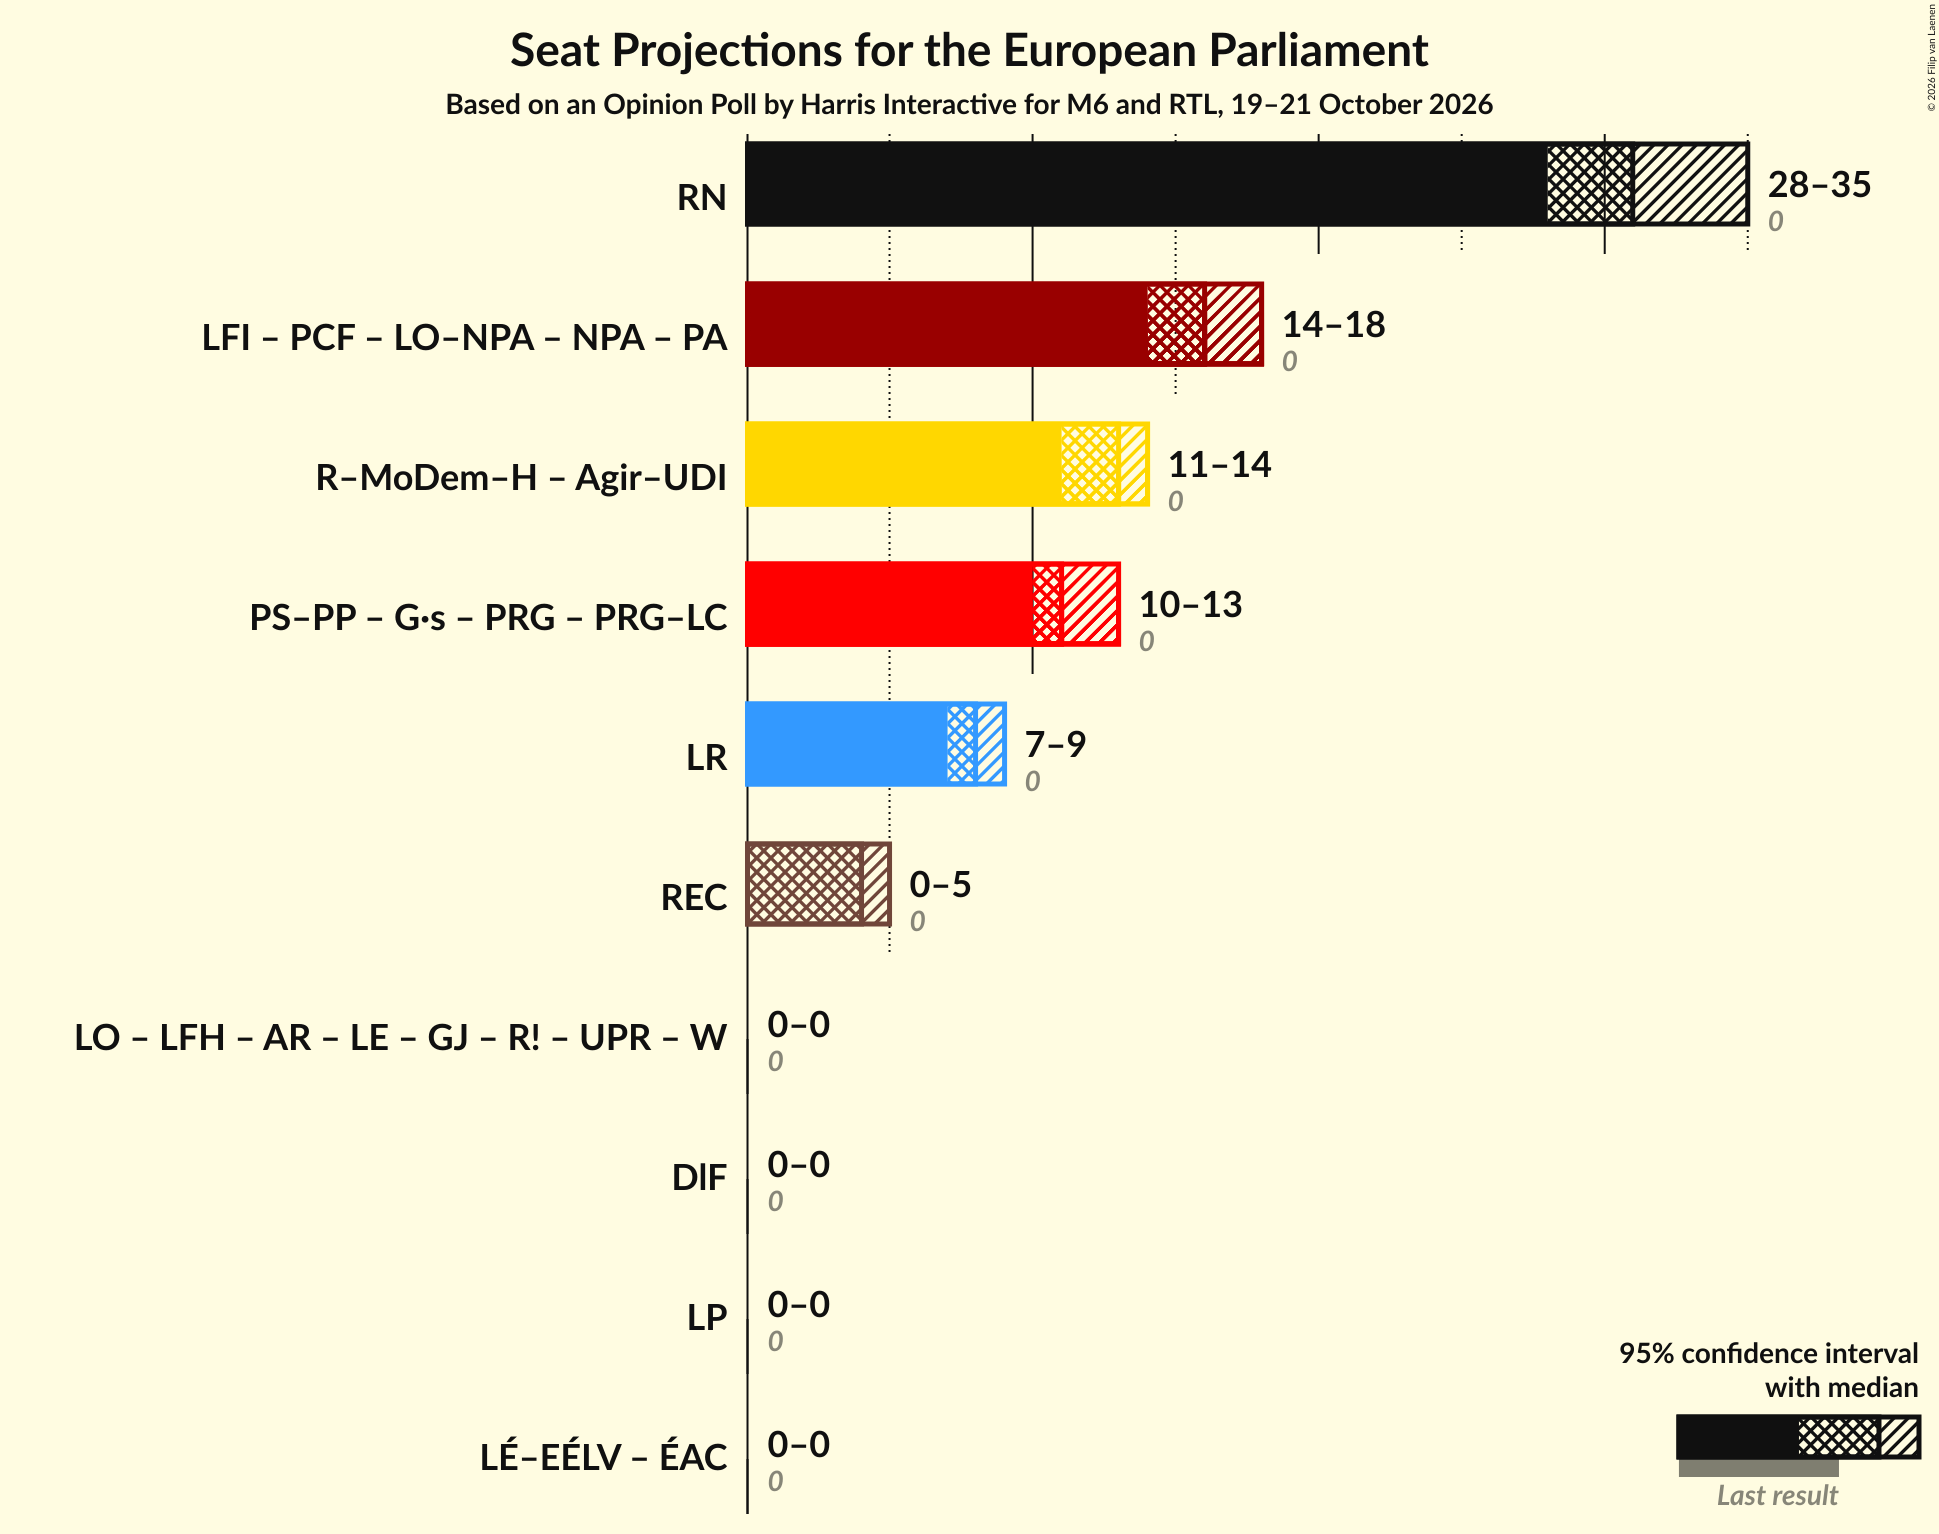 Seat Projections for the European Parliament
Based on an Opinion Poll by Harris Interactive for M6 and RTL, 19–21 October 2026
© 2026 Filip van Laenen
RN
28–35
0
LFI – PCF – LO–NPA – NPA – PA
14–18
0
R–MoDem–H – Agir–UDI
11–14
0
PS–PP – G·s – PRG – PRG–LC
10–13
0
LR
7–9
0
REC
0–5
0
LO – LFH – AR – LE – GJ – R! – UPR – W
0–0
0
DIF
0–0
0
LP
0–0
0
LÉ–EÉLV – ÉAC
0–0
0
95% confidence interval
with median
Last result